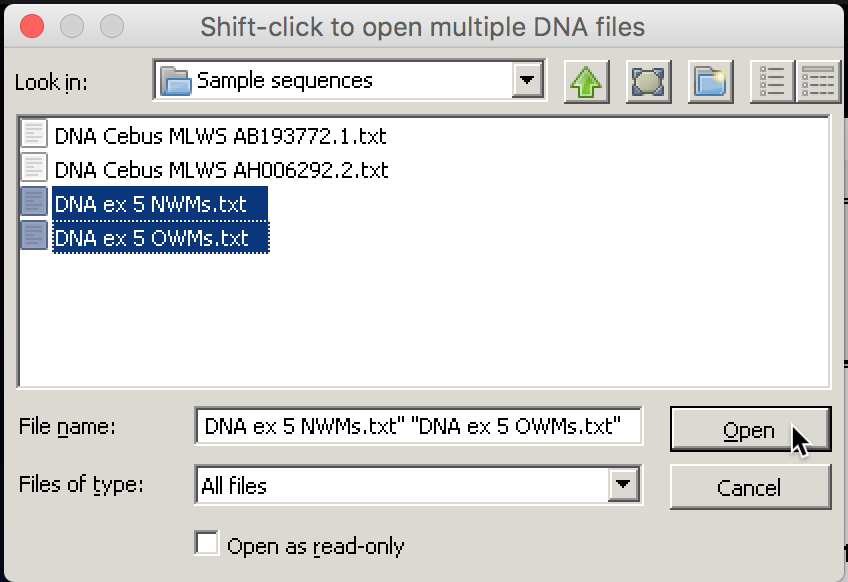 Shift-click to open multiple DNA files
Look in: Sample sequences
DNA Cebus MLWS AB193772.1.txt
DNA Cebus MLWS AH006292.2.txt
DNA ex 5 NWMs.txt
DNA ex 5 OWMs.txt
File name: DNA ex 5 NWMs.txt" "DNA ex 5 OWMs.txt" Open
Files of type: All files Cancel
Open as read-only